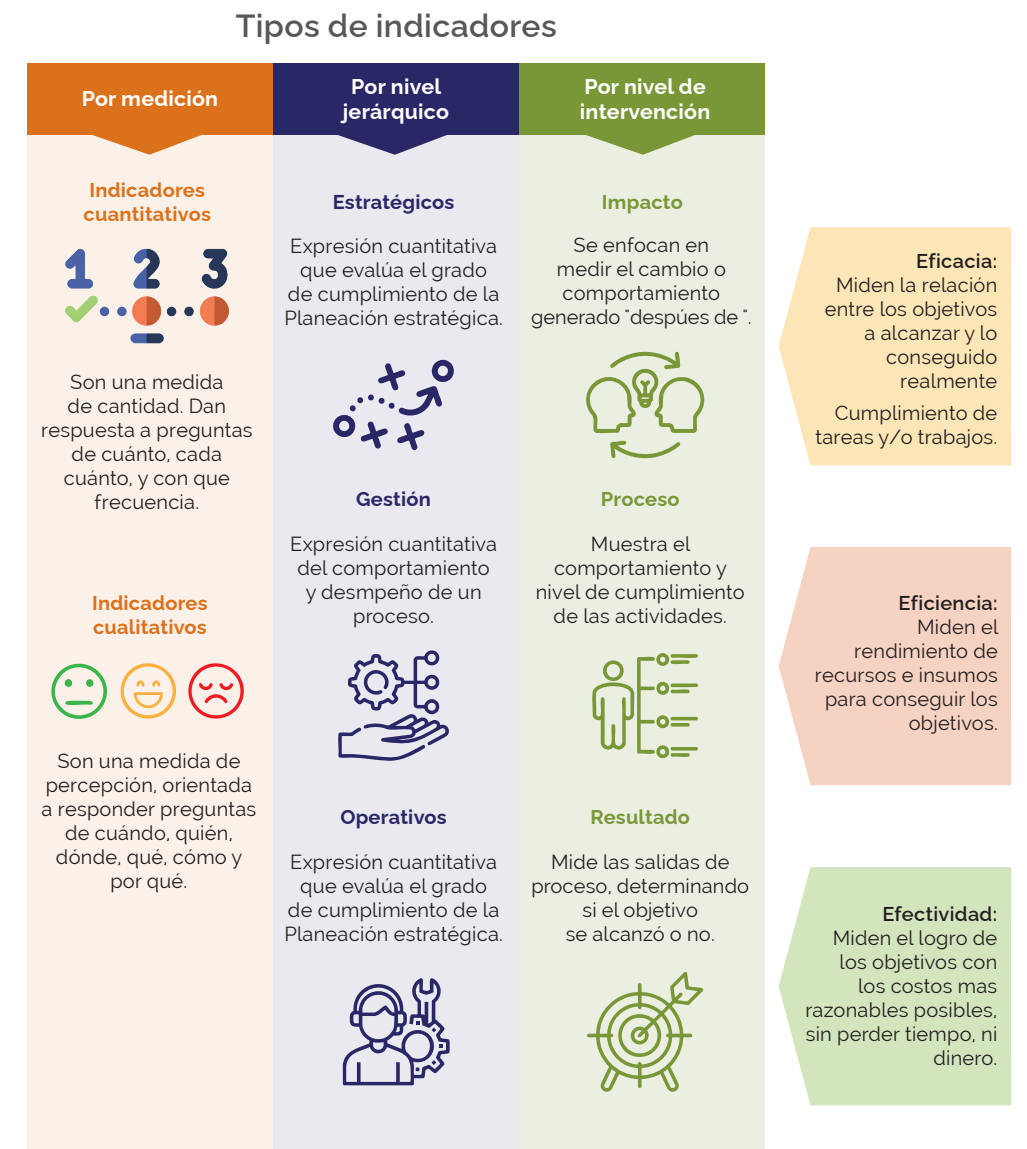 Tipos de indicadores
Por medición
Indicadores
cuantitativos
1 2 3
Son una medida
de cantidad. Dan
respuesta a preguntas
de cuánto, cada
cuánto, y con que
frecuencia.
Indicadores
cualitativos
Son una medida de
percepción, orientada
a responder preguntas
de cuándo, quién,
dónde, qué, cómo y
por qué.
Por nivel
jerárquico
Estratégicos
Expresión cuantitativa
que evalúa el grado
de cumplimiento de la
Planeación estratégica.
Gestión
Expresión cuantitativa
del comportamiento
y desmpeño de un
proceso.
Operativos
Expresión cuantitativa
que evalúa el grado
de cumplimiento de la
Planeación estratégica.
Por nivel de
intervención
Impacto
Se enfocan en
medir el cambio o
comportamiento
generado "despúes de ".
Proceso
Muestra el
comportamiento y
nivel de cumplimiento
de las actividades.
Resultado
Mide las salidas de
proceso, determinando
si el objetivo
se alcanzó o no.
Eficacia:
Miden la relación
entre los objetivos
a alcanzar y lo
conseguido
realmente
Cumplimiento de
tareas y/o trabajos.
Eficiencia:
Miden el
rendimiento de
recursos e insumos
para conseguir los
objetivos.
Efectividad:
Miden el logro de
los objetivos con
los costos mas
razonables posibles,
sin perder tiempo, ni
dinero.